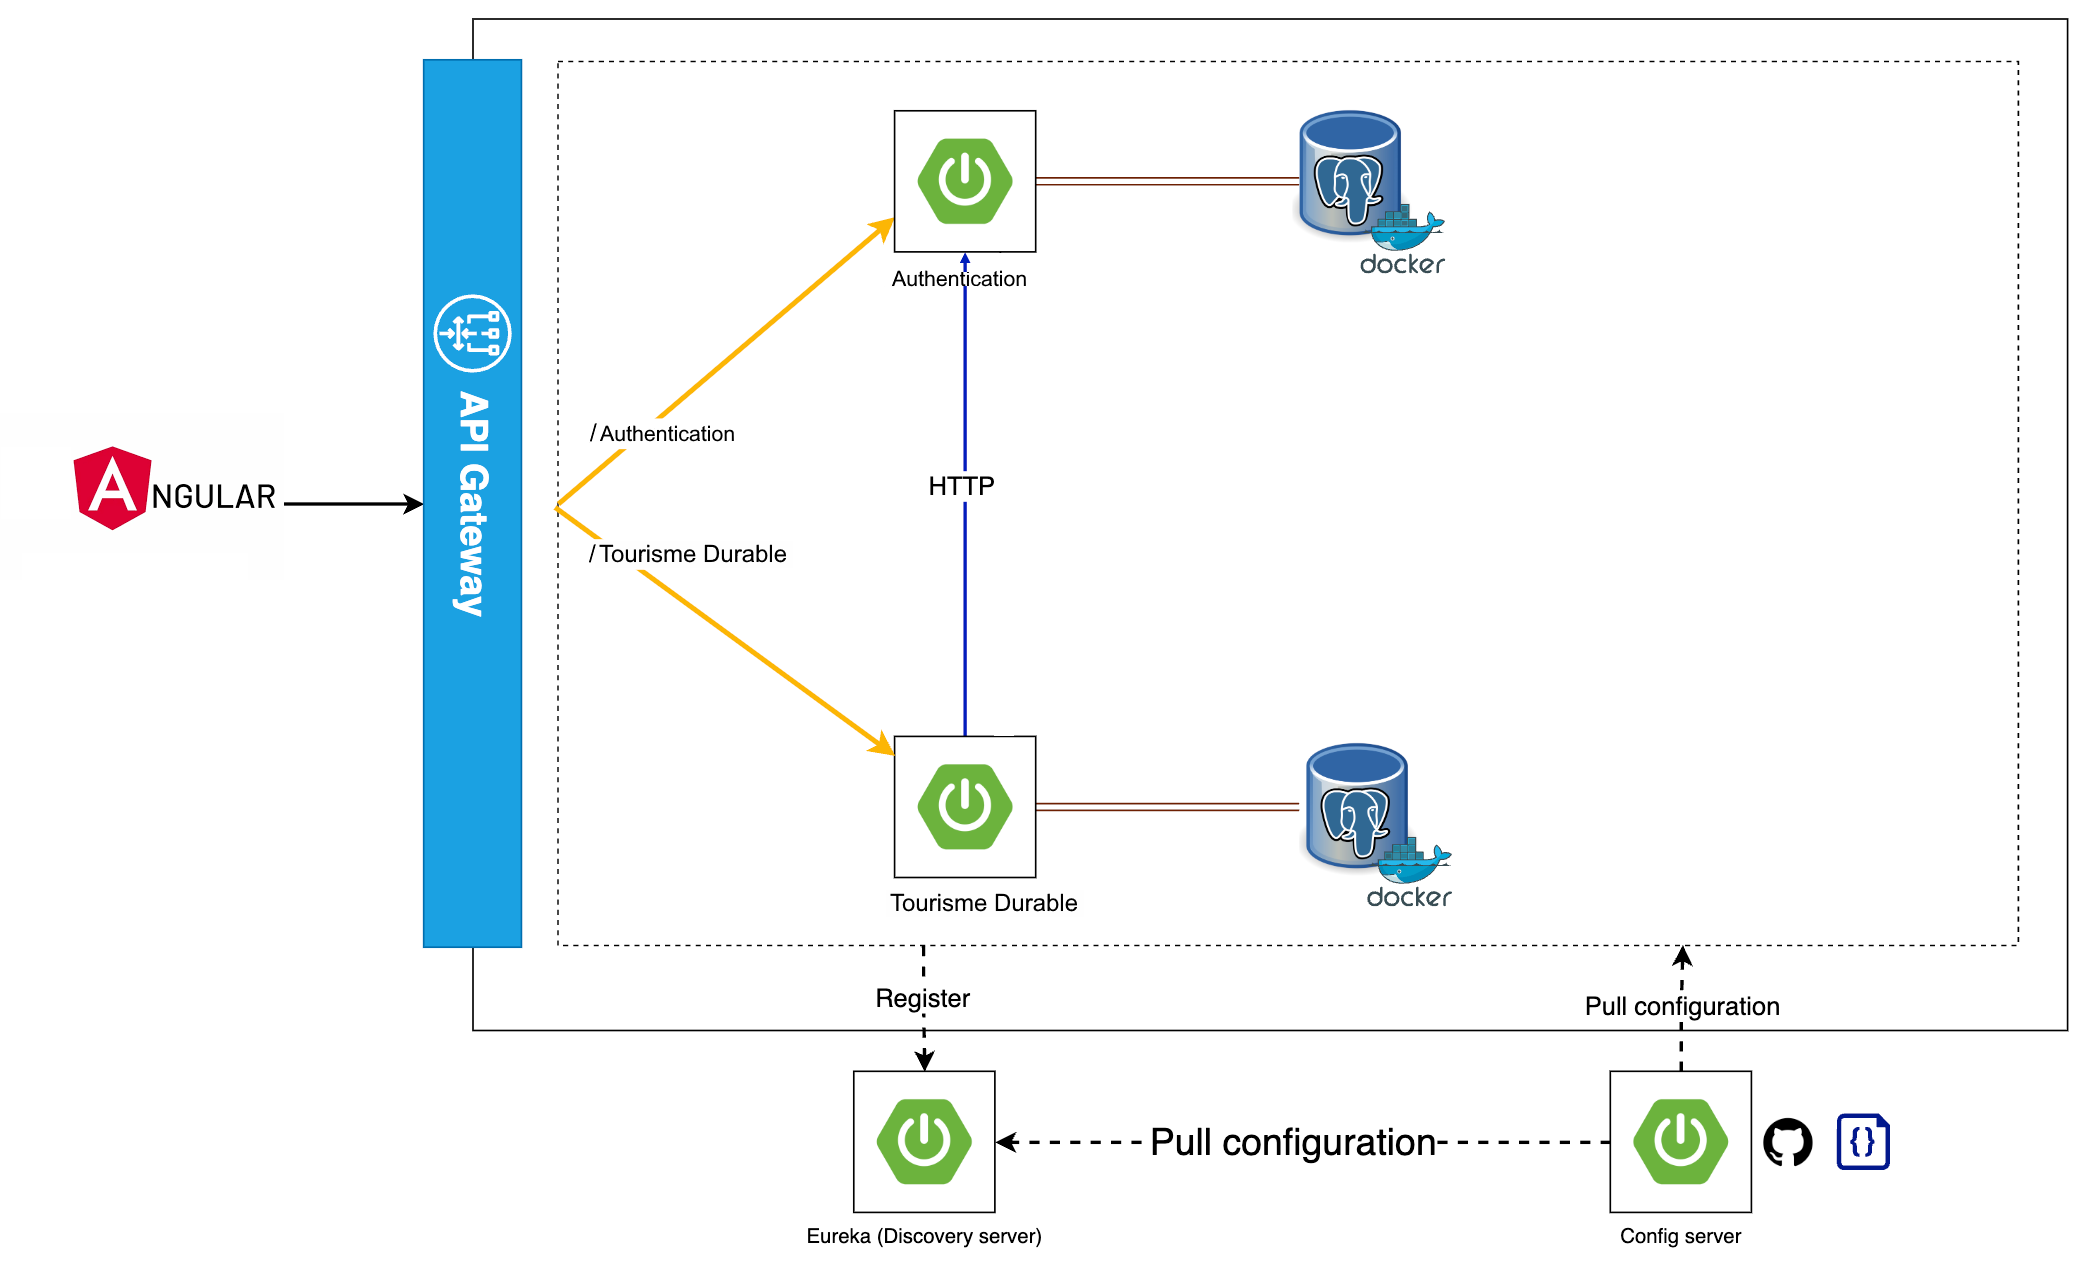 Authentication
docker
API Gateway
/Authentication
ANGULAR
HTTP
/Tourisme Durable
Tourisme Durable
docker
Register
Pull configuration
Pull configuration
{}
Eureka (Discovery server)
Config server